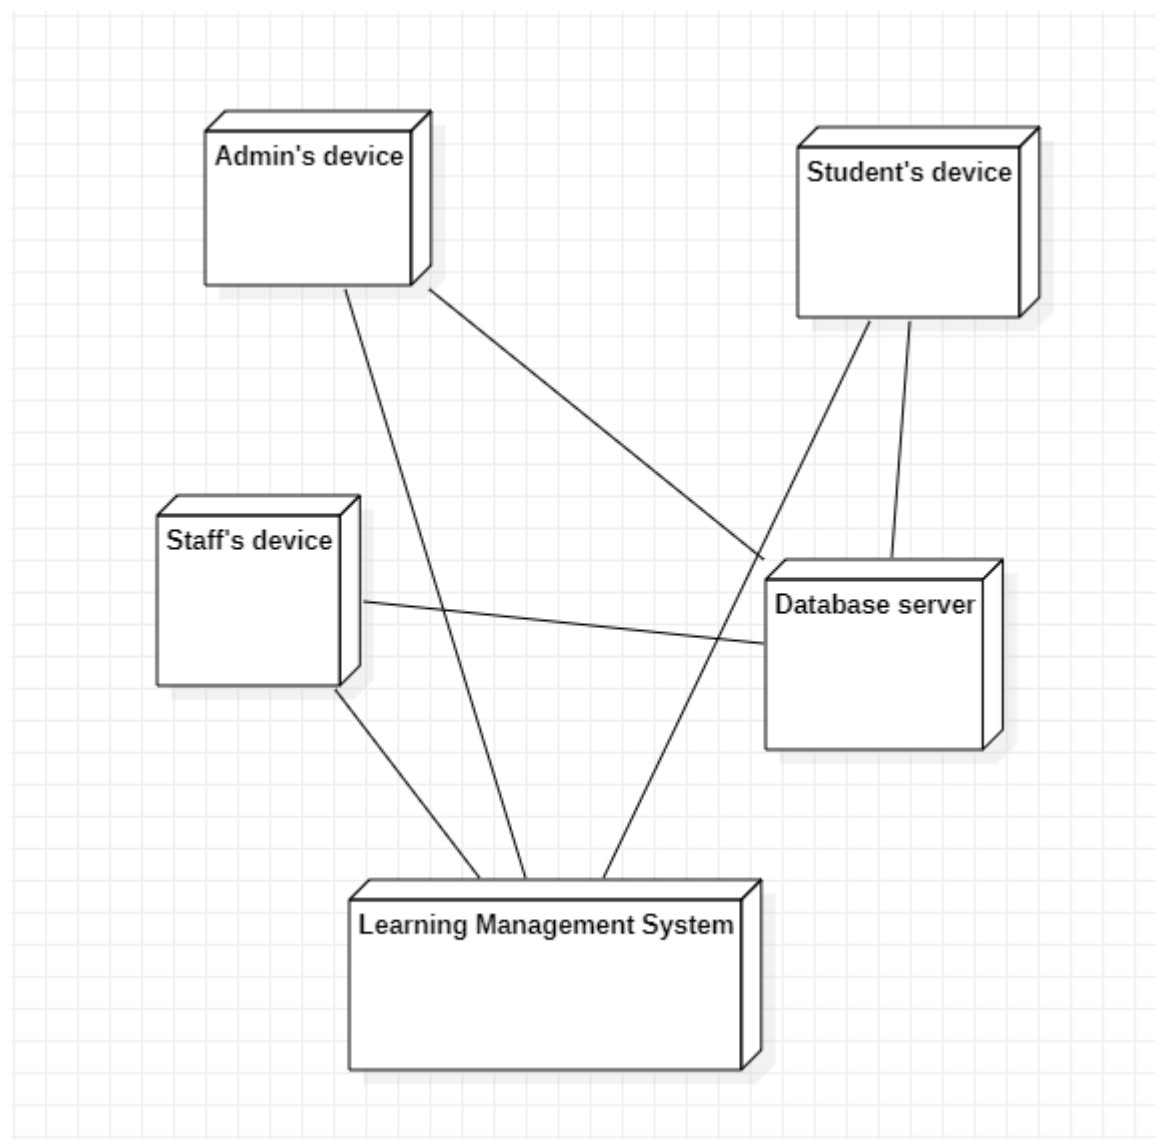 Admin's device
Student's device
Staff's device
Database server
Learning Management System